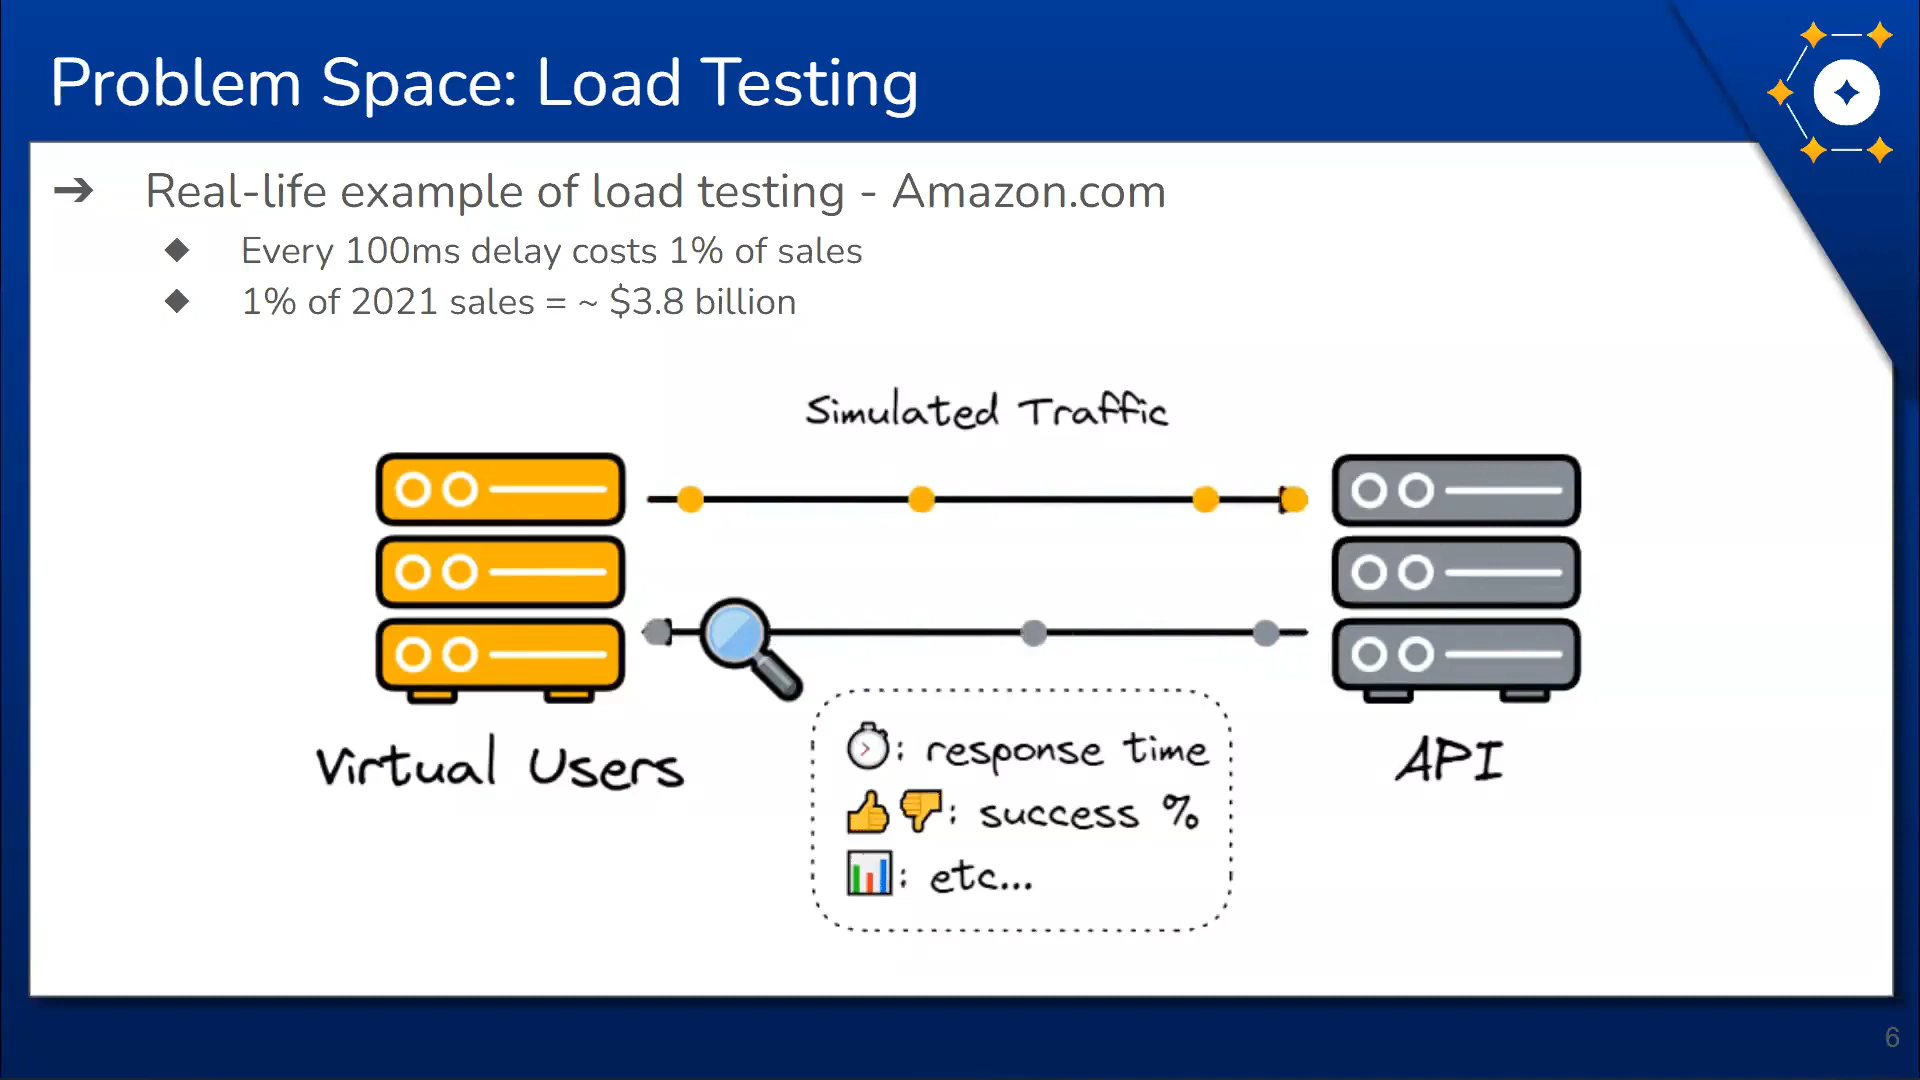 Problem Space: Load Testing
➔ Real-life example of load testing - Amazon.com
◆ Every 100ms delay costs 1% of sales
◆ 1% of 2021 sales = ~ $3.8 billion
Simulated Traffic
Virtual Users
API
: response time
: success %
: etc...
6